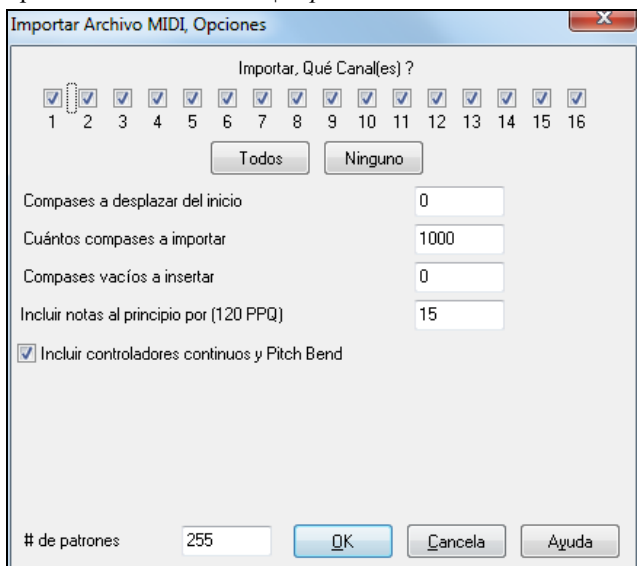 Importar Archivo MIDI, Opciones
Importar, Qué Canal(es) ?
1 2 3 4 5 6 7 8 9 10 11 12 13 14 15 16
Todos Ninguno
Compases a desplazar del inicio 0
Cuántos compases a importar 1000
Compases vacíos a insertar 0
Incluir notas al principio por (120 PPQ) 15
Incluir controladores continuos y Pitch Bend
# de patrones 255 OK Cancela Ayuda